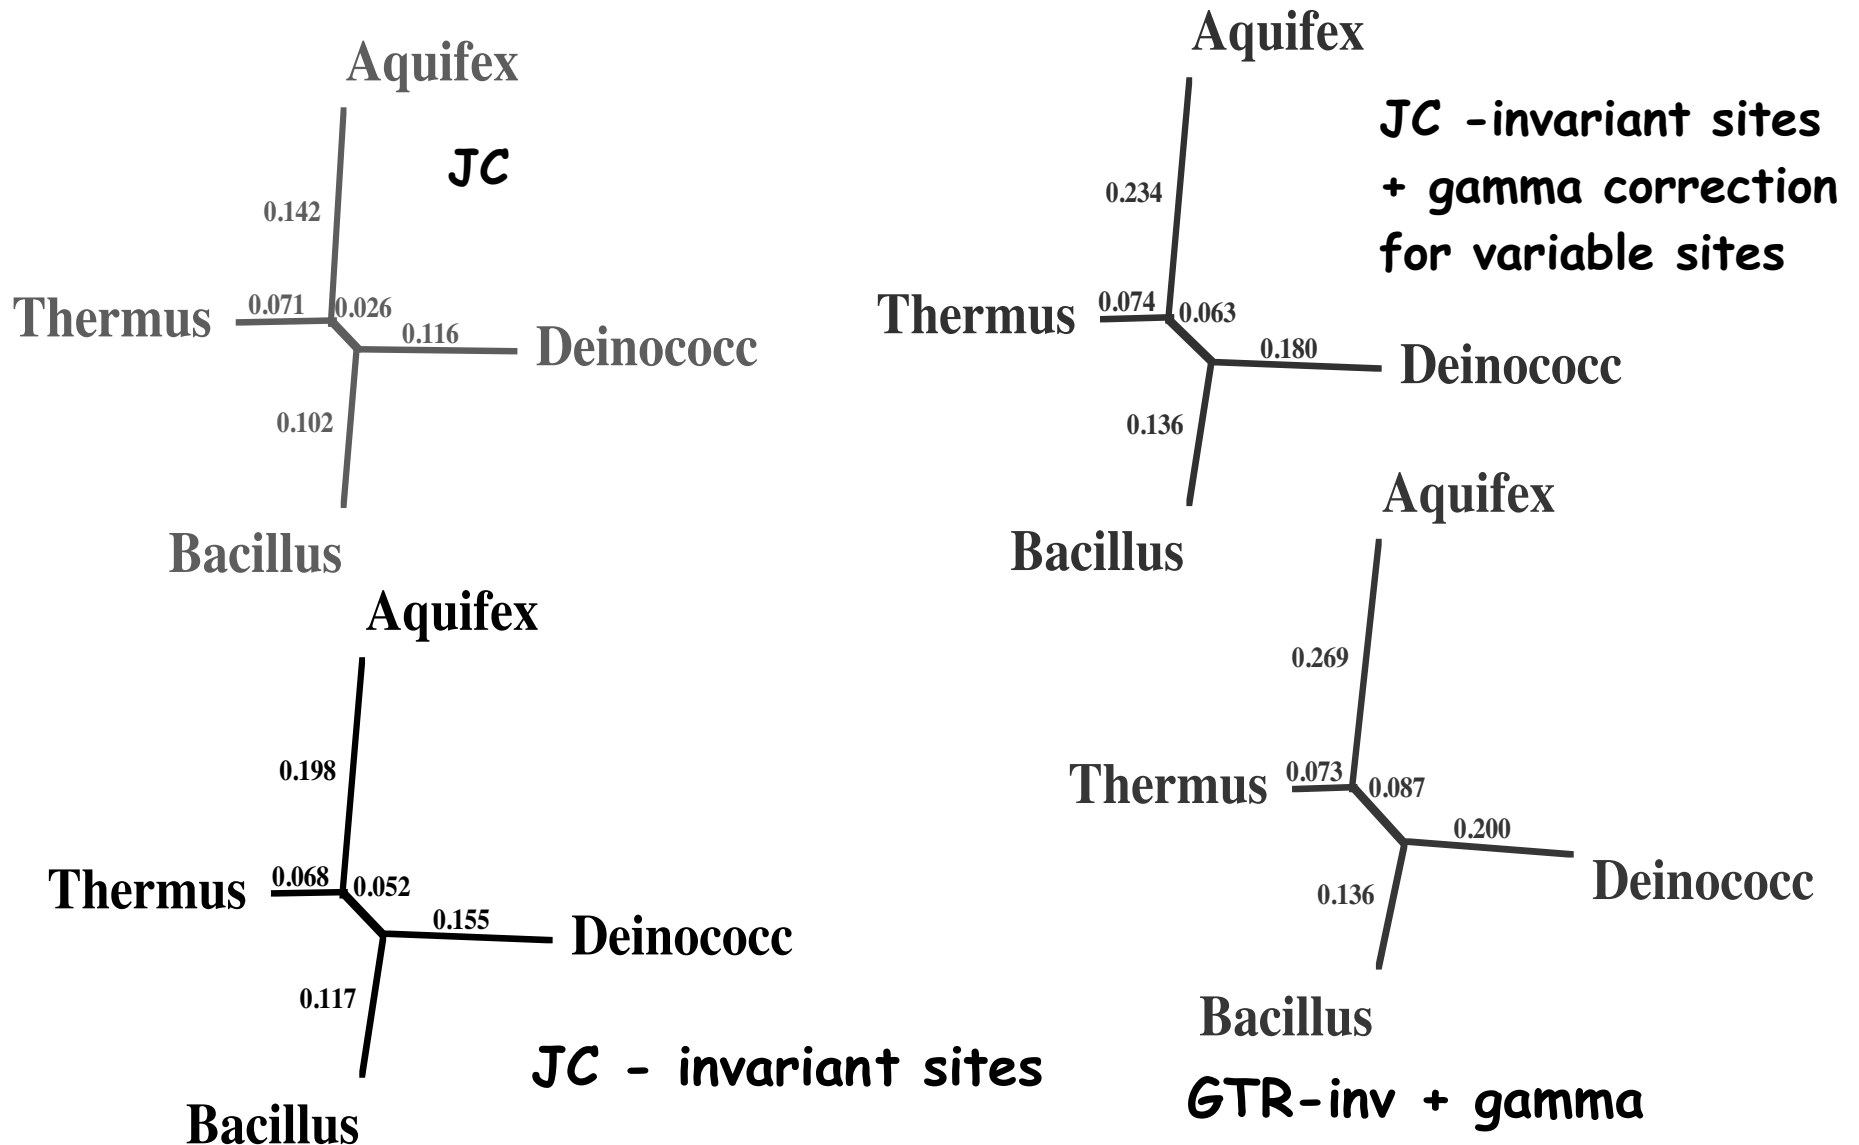 Aquifex
JC
0.142
Thermus
0.071
0.026
0.116
Deinococc
0.102
Bacillus
Aquifex
JC -invariant sites
+ gamma correction
for variable sites
0.234
Thermus
0.074
0.063
0.180
Deinococc
0.136
Bacillus
Aquifex
0.198
Thermus
0.068
0.052
0.155
Deinococc
0.117
JC - invariant sites
Bacillus
Aquifex
0.269
Thermus
0.073
0.087
0.200
Deinococc
0.136
Bacillus
GTR-inv + gamma